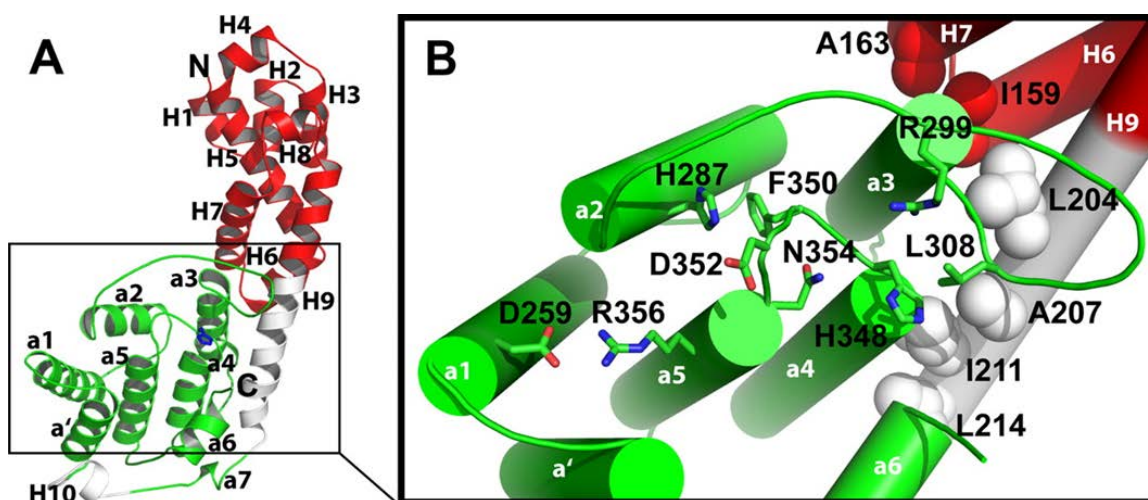 A
H4
N
H2
H3
H1
H5
H8
H7
H6
a3
H9
a2
a1
a5
a4
C
a'
a6
a7
H10
B
A163
H7
H6
I159
H9
R299
H287
F350
a3
a2
L204
D352
N354
L308
D259
R356
A207
H348
a1
a5
a4
I211
L214
a'
a6